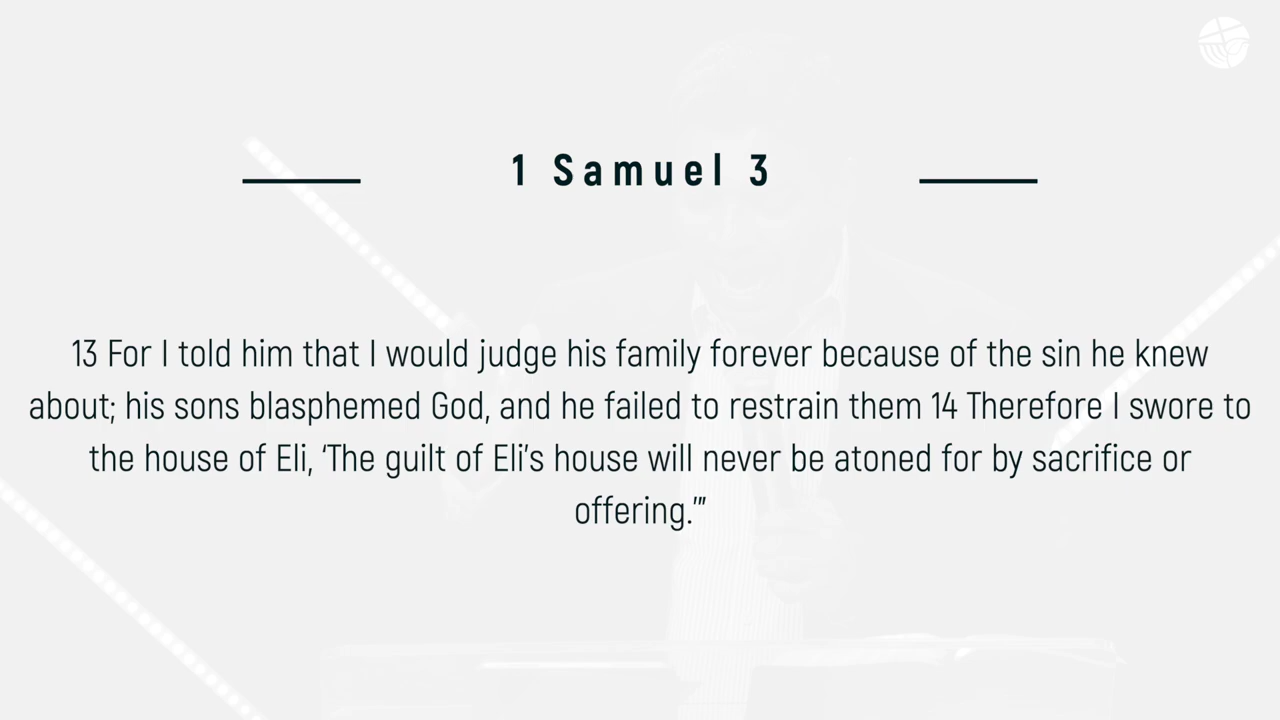 1 Samuel 3
13 For I told him that I would judge his family forever because of the sin he knew
about; his sons blasphemed God, and he failed to restrain them 14 Therefore I swore to
the house of Eli, ‘The guilt of Eli’s house will never be atoned for by sacrifice or
offering.’”